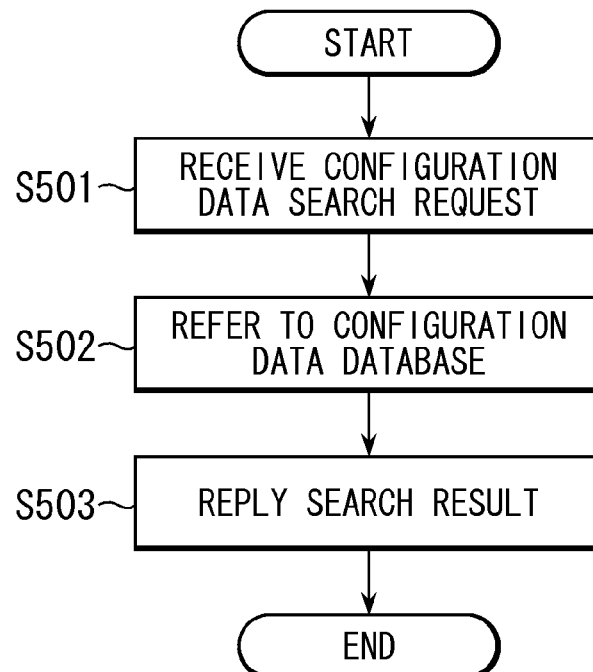 START
S501
RECEIVE CONFIGURATION
DATA SEARCH REQUEST
S502
REFER TO CONFIGURATION
DATA DATABASE
S503
REPLY SEARCH RESULT
END